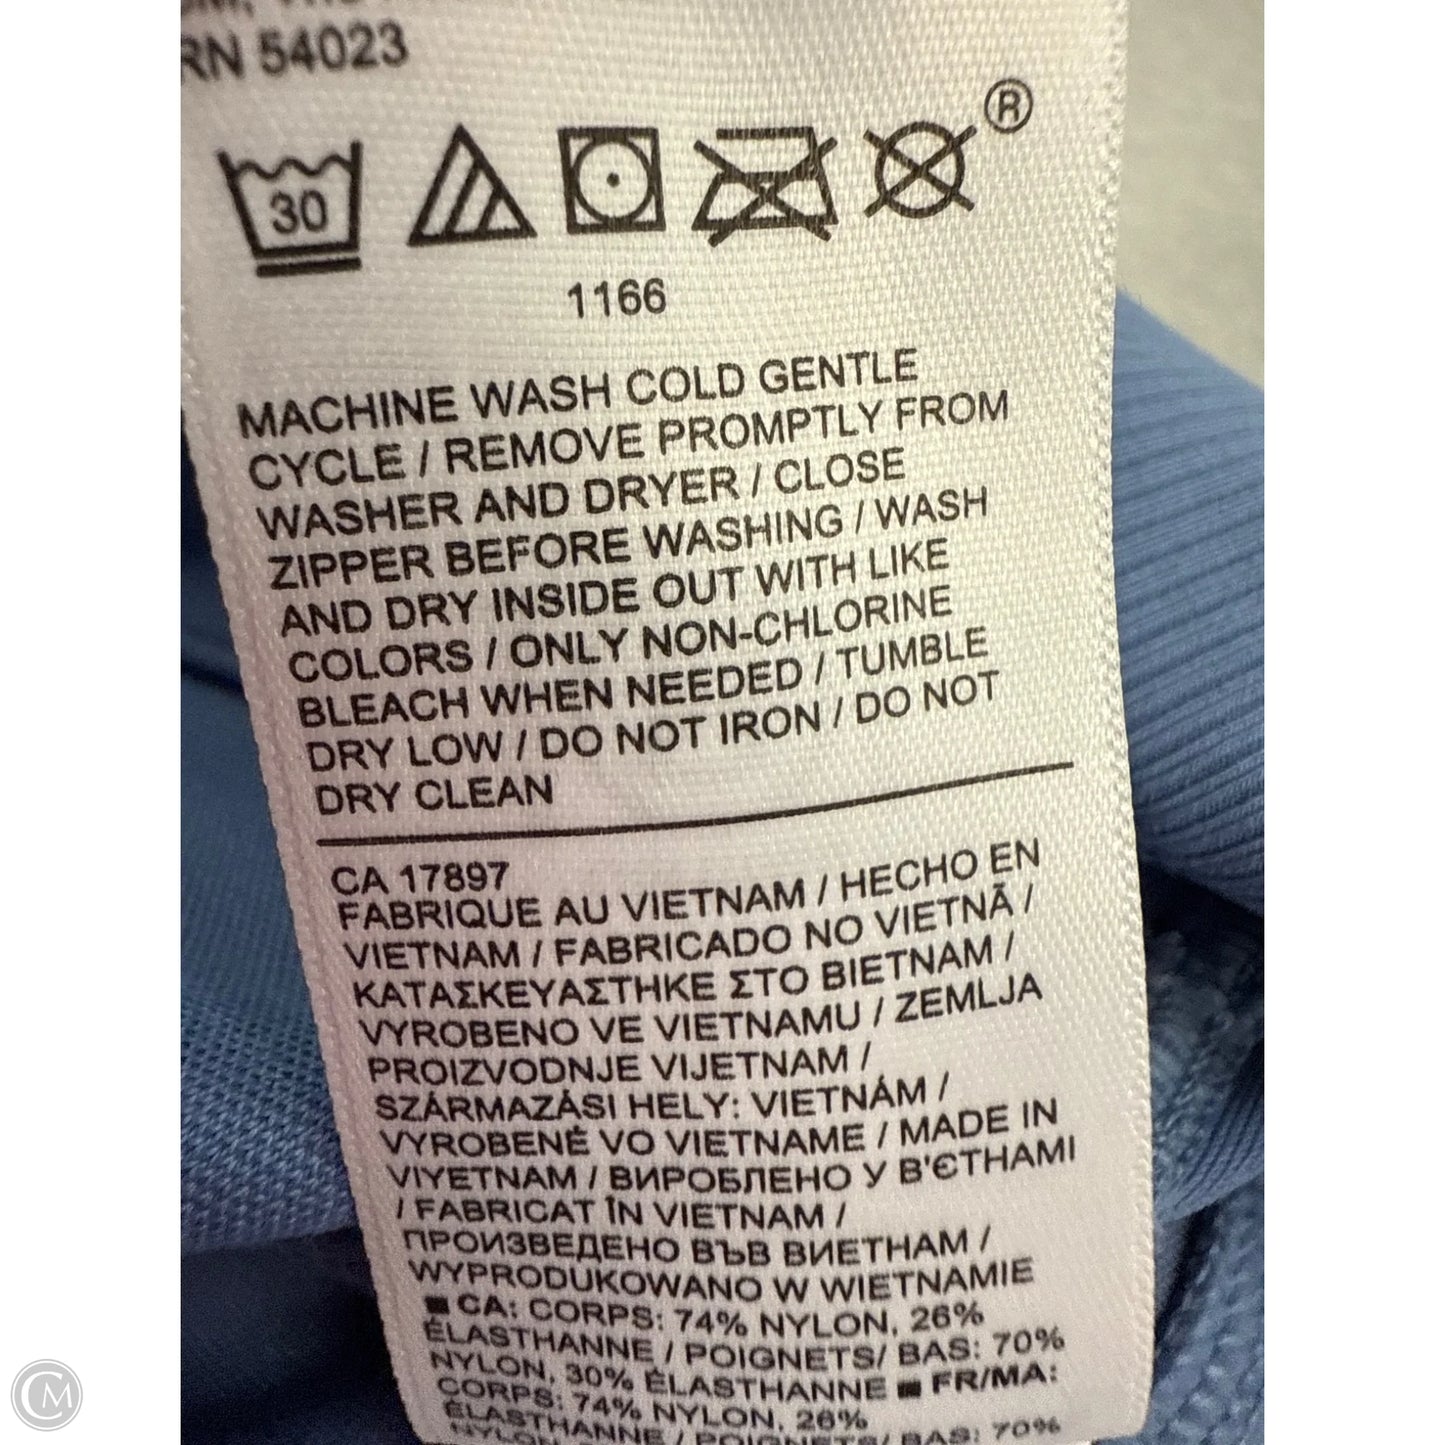 RN 54023
®
30
1166
MACHINE WASH COLD GENTLE
CYCLE / REMOVE PROMPTLY FROM
WASHER AND DRYER / CLOSE
ZIPPER BEFORE WASHING / WASH
AND DRY INSIDE OUT WITH LIKE
COLORS / ONLY NON-CHLORINE
BLEACH WHEN NEEDED / TUMBLE
DRY LOW / DO NOT IRON / DO NOT
DRY CLEAN
CA 17897
FABRIQUE AU VIETNAM / HECHO EN
VIETNAM / FABRICADO NO VIETNÃ /
ΚΑΤΑΣΚΕΥΑΣΤΗΚΕ ΣΤΟ ΒΙΕΤΝΑΜ /
VYROBENO VE VIETNAMU / ZEMLJA
PROIZVODNJE VIJETNAM /
SZÁRMAZÁSI HELY: VIETNÁM /
VYROBENÉ VO VIETNAME / MADE IN
VIYETNAM / ВИРОБЛЕНО У В'ЄТНАМІ
/ FABRICAT ÎN VIETNAM /
ПРОИЗВЕДЕНО ВЪВ ВИЕТНАМ /
WYPRODUKOWANO W WIETNAMIE
■ CA: CORPS: 74% NYLON, 26%
ÉLASTHANNE / POIGNETS/ BAS: 70%
NYLON, 30% ÉLASTHANNE ■ FR/MA:
CORPS: 74% NYLON, 26%
ÉLASTHANNE / POIGNETS/ BAS: 70%
CM